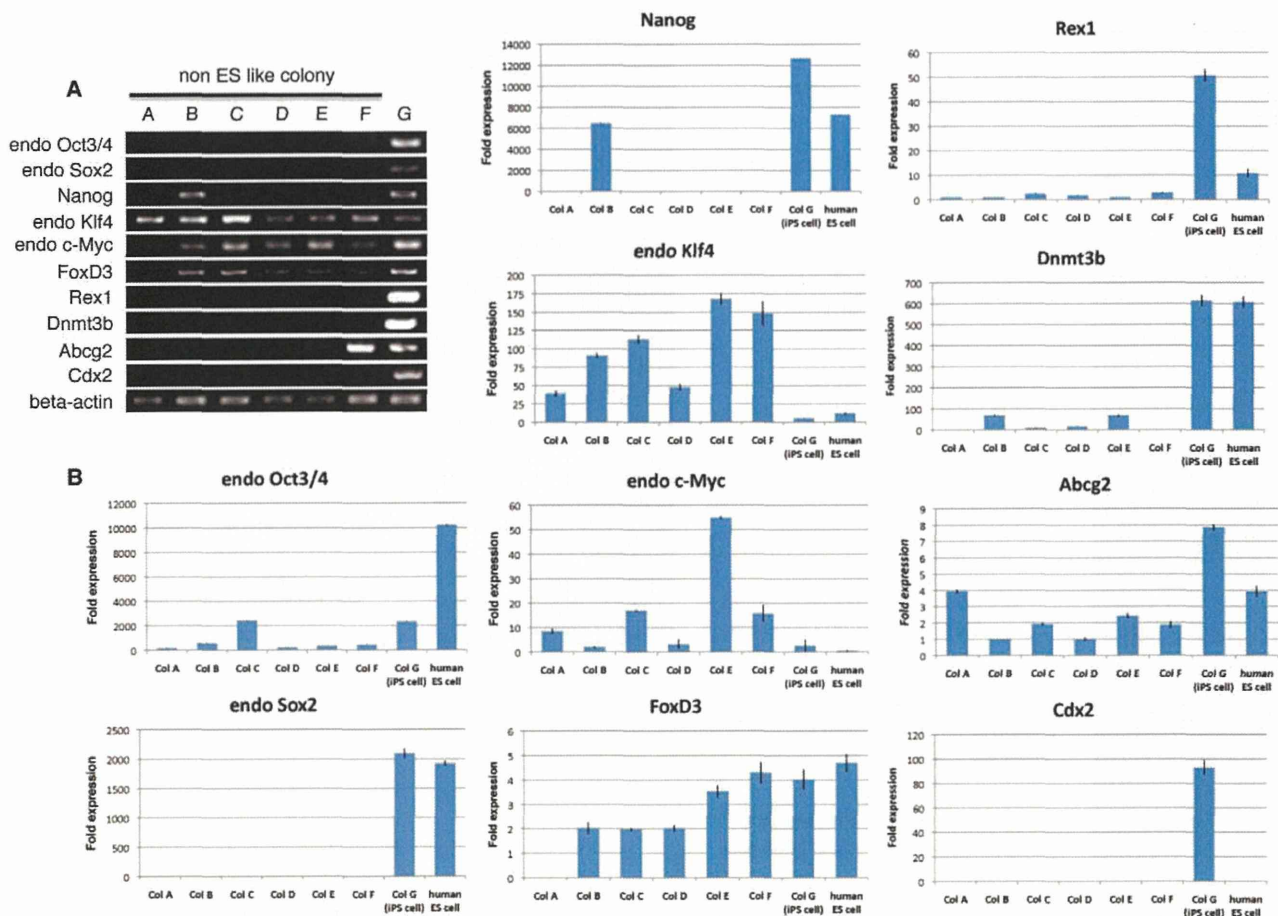 A
non ES like colony
A B C D E F G
endo Oct3/4
endo Sox2
Nanog
endo Klf4
endo c-Myc
FoxD3
Rex1
Dnmt3b
Abcg2
Cdx2
beta-actin
Nanog
Fold expression
14000
12000
10000
8000
6000
4000
2000
0
Col A Col B Col C Col D Col E Col F Col G human
(iPS cell) ES cell
Rex1
Fold expression
60
50
40
30
20
10
0
Col A Col B Col C Col D Col E Col F Col G human
(iPS cell) ES cell
endo Klf4
Fold expression
200
175
150
125
100
75
50
25
0
Col A Col B Col C Col D Col E Col F Col G human
(iPS cell) ES cell
Dnmt3b
Fold expression
700
600
500
400
300
200
100
0
Col A Col B Col C Col D Col E Col F Col G human
(iPS cell) ES cell
B
endo Oct3/4
Fold expression
12000
10000
8000
6000
4000
2000
0
Col A Col B Col C Col D Col E Col F Col G human
(iPS cell) ES cell
endo c-Myc
Fold expression
60
50
40
30
20
10
0
Col A Col B Col C Col D Col E Col F Col G human
(iPS cell) ES cell
Abcg2
Fold expression
9
8
7
6
5
4
3
2
1
0
Col A Col B Col C Col D Col E Col F Col G human
(iPS cell) ES cell
endo Sox2
Fold expression
2500
2000
1500
1000
500
0
Col A Col B Col C Col D Col E Col F Col G human
(iPS cell) ES cell
FoxD3
Fold expression
6
5
4
3
2
1
0
Col A Col B Col C Col D Col E Col F Col G human
(iPS cell) ES cell
Cdx2
Fold expression
120
100
80
60
40
20
0
Col A Col B Col C Col D Col E Col F Col G human
(iPS cell) ES cell